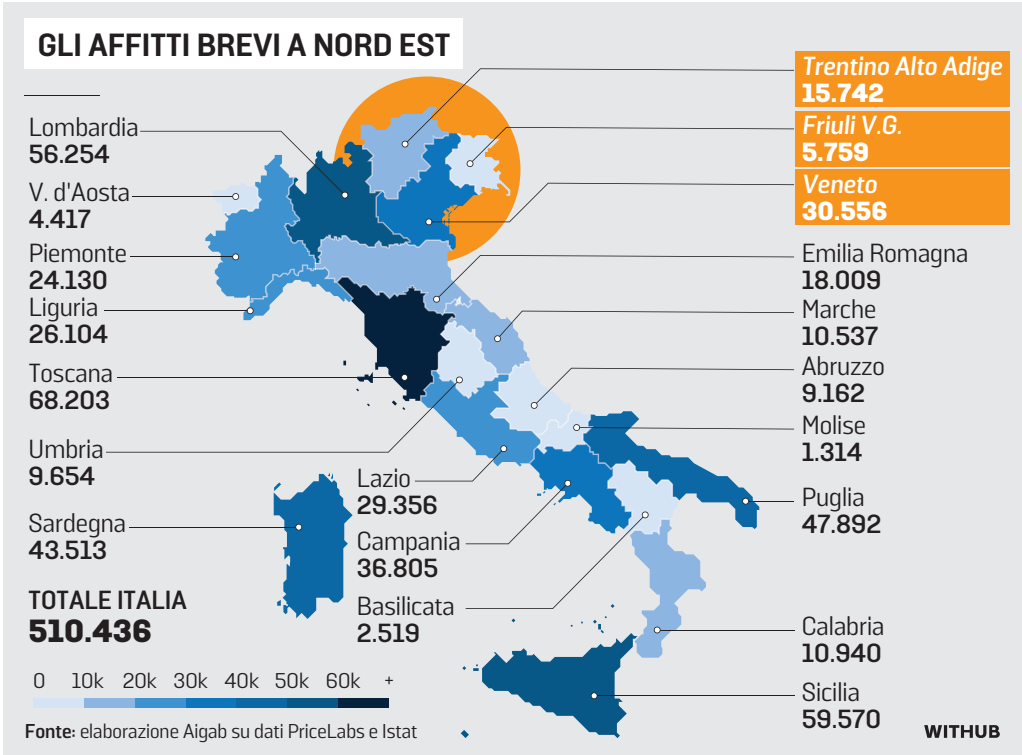 GLI AFFITTI BREVI A NORD EST
Lombardia
56.254
V. d'Aosta
4.417
Piemonte
24.130
Liguria
26.104
Toscana
68.203
Umbria
9.654
Sardegna
43.513
Lazio
29.356
Campania
36.805
Basilicata
2.519
Trentino Alto Adige
15.742
Friuli V.G.
5.759
Veneto
30.556
Emilia Romagna
18.009
Marche
10.537
Abruzzo
9.162
Molise
1.314
Puglia
47.892
Calabria
10.940
Sicilia
59.570
TOTALE ITALIA
510.436
0 10k 20k 30k 40k 50k 60k +
Fonte: elaborazione Aigab su dati PriceLabs e Istat
WITHUB